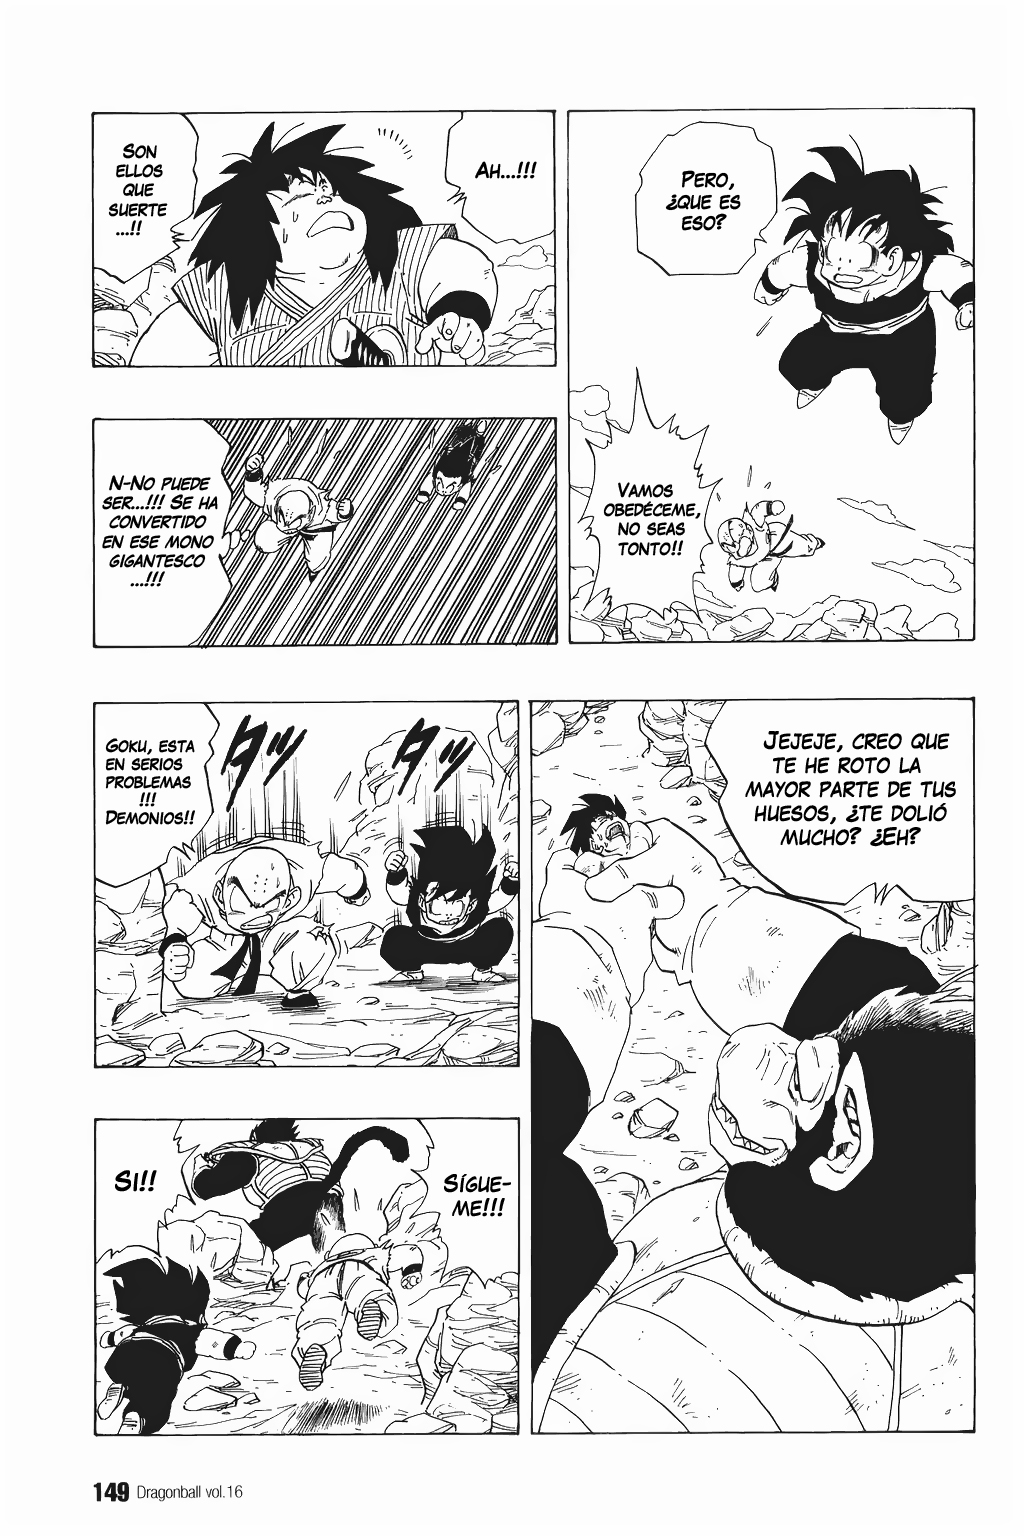 PERO,
¿QUE ES
ESO?
VAMOS
OBEDÉCEME,
NO SEAS
TONTO!!
AH...!!!
SON
ELLOS
QUE
SUERTE
...!!
N-NO PUEDE
SER...!!! SE HA
CONVERTIDO
EN ESE MONO
GIGANTESCO
...!!!
JEJEJE, CREO QUE
TE HE ROTO LA
MAYOR PARTE DE TUS
HUESOS, ¿TE DOLIÓ
MUCHO? ¿EH?
ダッ
ダッ
GOKU, ESTA
EN SERIOS
PROBLEMAS
!!!
DEMONIOS!!
SÍGUE-
ME!!!
SI!!
149 Dragonball vol.16